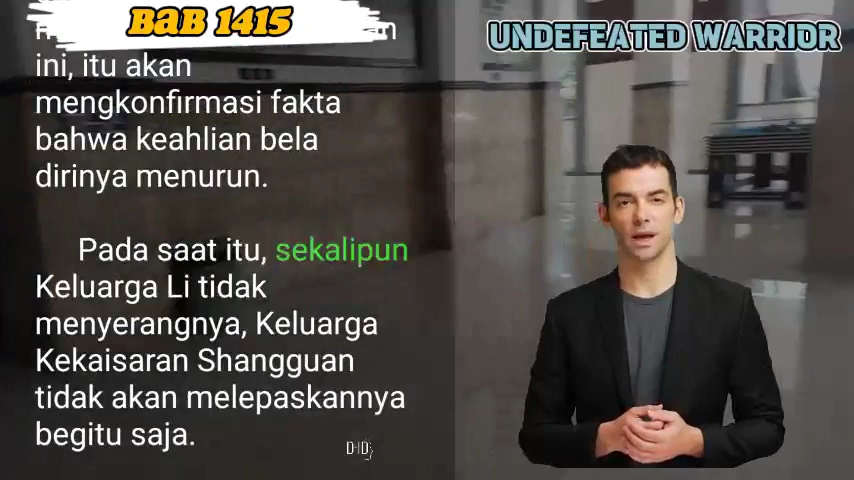 BAB 1415
UNDEFEATED WARRIOR
ini, itu akan
mengkonfirmasi fakta
bahwa keahlian bela
dirinya menurun.
Pada saat itu, sekalipun
Keluarga Li tidak
menyerangnya, Keluarga
Kekaisaran Shangguan
tidak akan melepaskannya
begitu saja.
D-ID